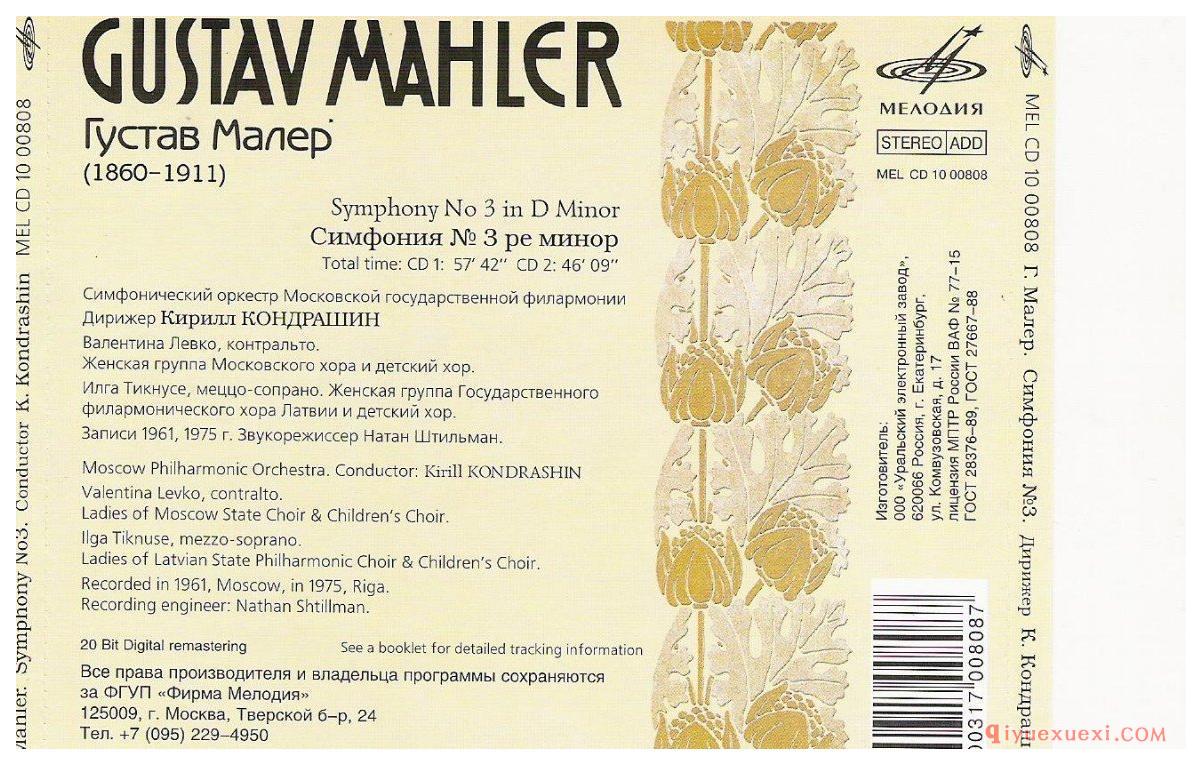 GUSTAV MAHLER
Густав Малер
(1860–1911)
Symphony No 3 in D Minor
Симфония № 3 ре минор
Total time: CD 1: 57′ 42″ CD 2: 46′ 09″
Симфонический оркестр Московской государственной филармонии
Дирижер Кирилл КОНДРАШИН
Валентина Левко, контральто.
Женская группа Московского хора и детский хор.
Илга Тикнусе, меццо-сопрано. Женская группа Государственного
филармонического хора Латвии и детский хор.
Записи 1961, 1975 г. Звукорежиссер Натан Штильман.
Moscow Philharmonic Orchestra. Conductor: Kirill KONDRASHIN
Valentina Levko, contralto.
Ladies of Moscow State Choir & Children's Choir.
Ilga Tiknuse, mezzo-soprano.
Ladies of Latvian State Philharmonic Choir & Children's Choir.
Recorded in 1961, Moscow, in 1975, Riga.
Recording engineer: Nathan Shtillman.
20 Bit Digital remastering
See a booklet for detailed tracking information
Все права производителя и владельца программы сохраняются
за ФГУП «Фирма Мелодия»
125009, г. Москва, Тверской б–р, 24
Тел. +7 (095) 229–4950
МЕЛОДИЯ
STEREO ADD
MEL CD 10 00808
Изготовитель:
ООО «Уральский электронный завод»,
620066 Россия, г. Екатеринбург,
ул. Комвузовская, д. 17
лицензия МПТР России ВАФ № 77–15
ГОСТ 28376–89, ГОСТ 27667–88
00317 008087
Symphony No3. Conductor K. Kondrashin MEL CD 10 00808
MEL CD 10 00808 Г. Малер. Симфония №3. Дирижер К. Кондраш
qiyuexuexi.com